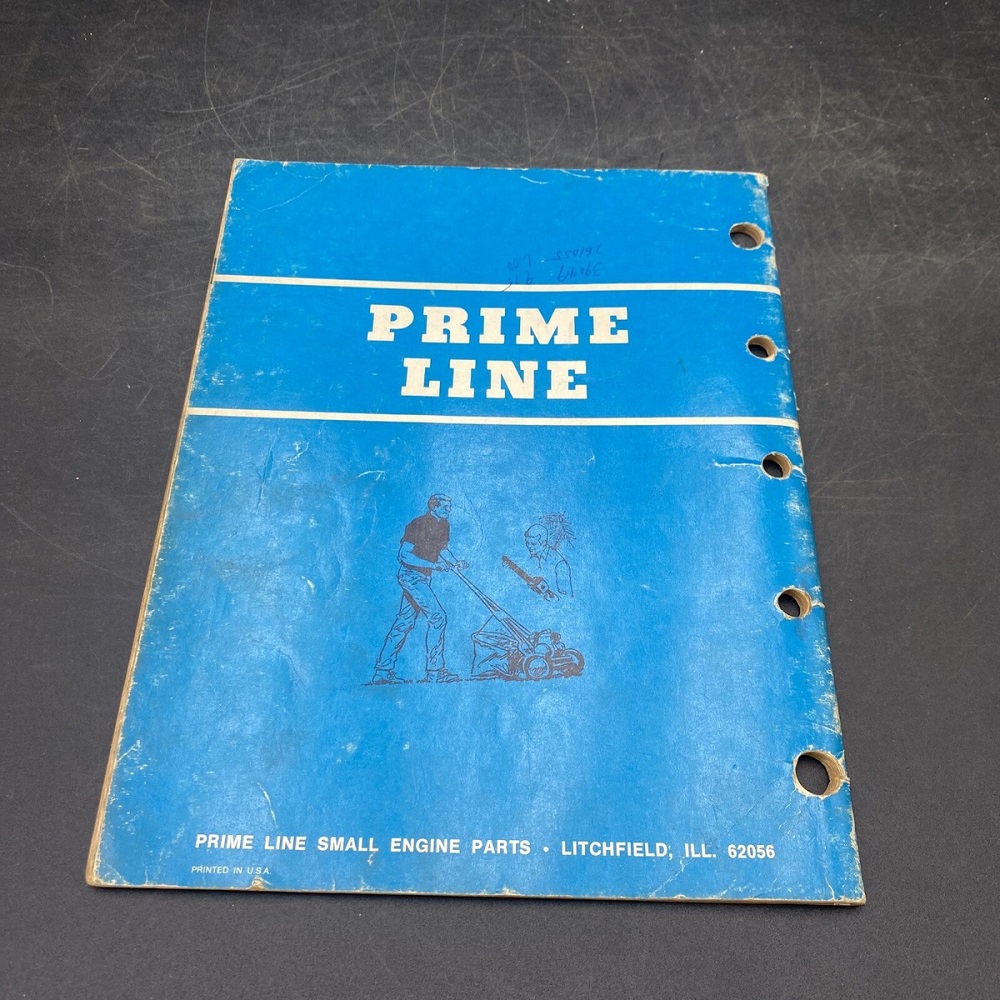 PRIME
LINE
PRIME LINE SMALL ENGINE PARTS • LITCHFIELD, ILL. 62056
PRINTED IN U.S.A.